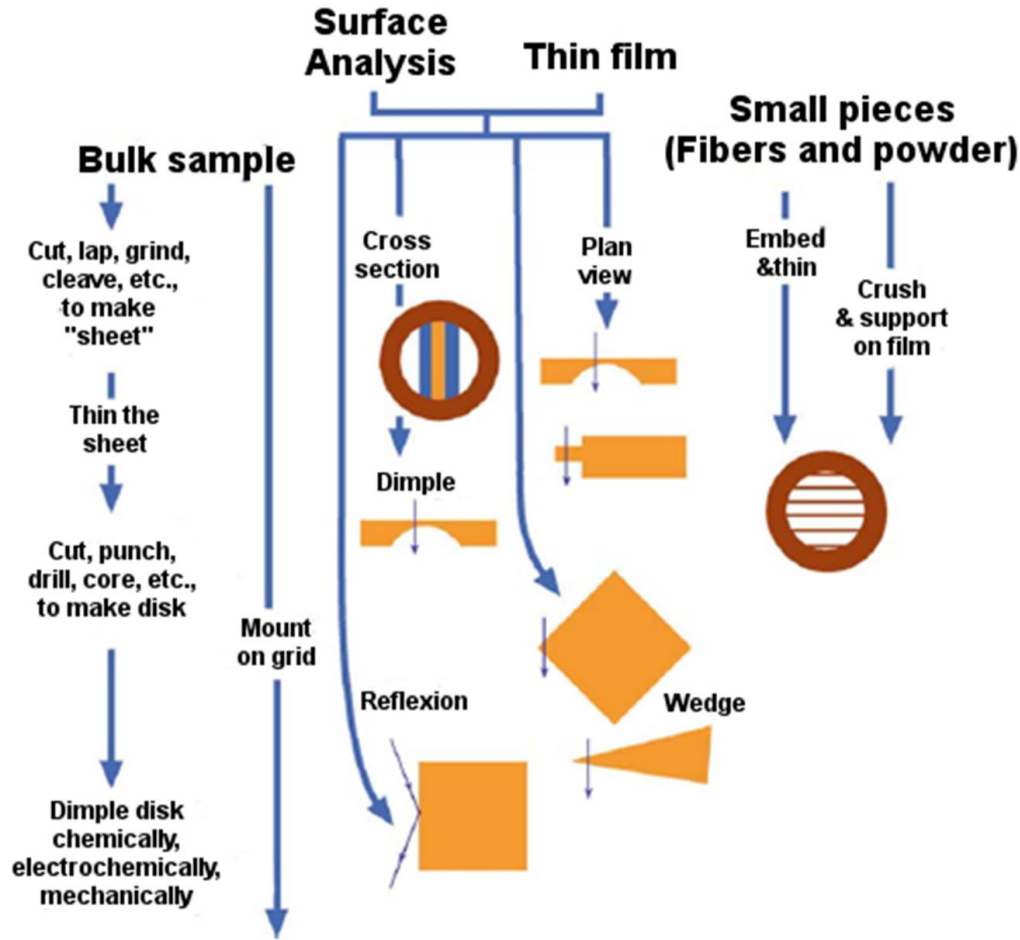 Surface
Analysis
Thin film
Small pieces
(Fibers and powder)
Bulk sample
Cut, lap, grind,
cleave, etc.,
to make
"sheet"
Thin the
sheet
Cut, punch,
drill, core, etc.,
to make disk
Dimple disk
chemically,
electrochemically,
mechanically
Mount
on grid
Cross
section
Dimple
Reflexion
Plan
view
Wedge
Embed
&thin
Crush
& support
on film